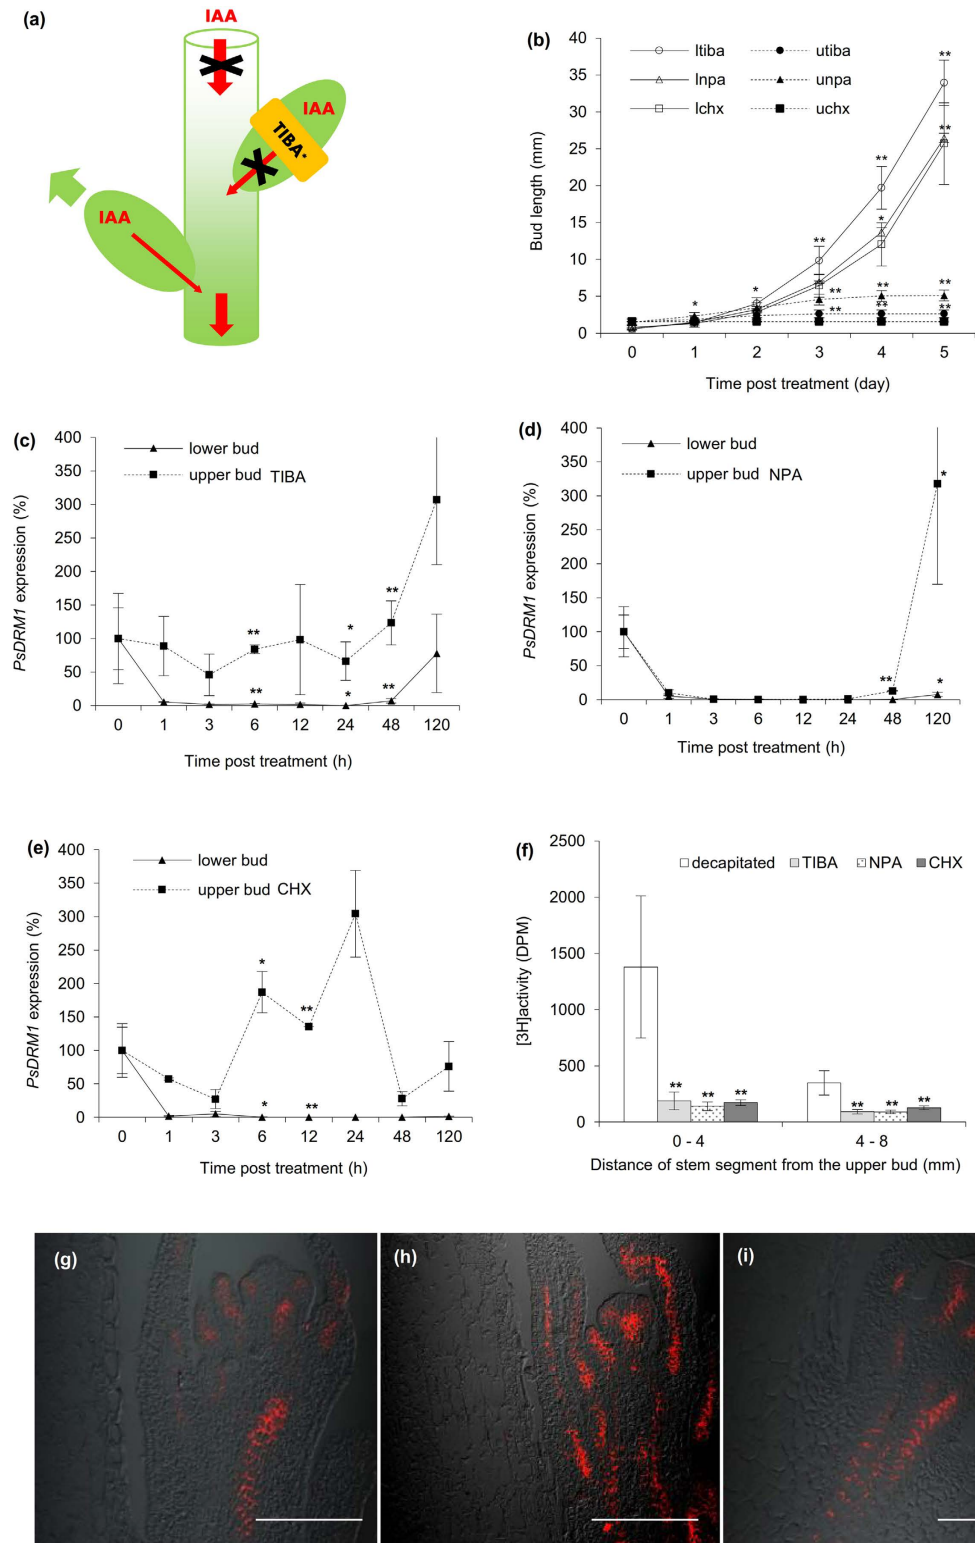 (a)
IAA
IAA
TIBA*
IAA
(b)
Bud length (mm)
40
35
30
25
20
15
10
5
0
ltiba
utiba
lnpa
unpa
lchx
uchx
**
**
**
**
*
**
*
*
**
**
**
**
**
**
0 1 2 3 4 5
Time post treatment (day)
(c)
PsDRM1 expression (%)
400
350
300
250
200
150
100
50
0
lower bud
upper bud TIBA
**
*
**
**
*
**
0 1 3 6 12 24 48 120
Time post treatment (h)
(d)
PsDRM1 expression (%)
400
350
300
250
200
150
100
50
0
lower bud
upper bud NPA
*
**
*
0 1 3 6 12 24 48 120
Time post treatment (h)
(e)
PsDRM1 expression (%)
400
350
300
250
200
150
100
50
0
lower bud
upper bud CHX
*
**
*
**
0 1 3 6 12 24 48 120
Time post treatment (h)
(f)
[3H]activity (DPM)
2500
2000
1500
1000
500
0
decapitated TIBA NPA CHX
** ** **
** ** **
0 - 4 4 - 8
Distance of stem segment from the upper bud (mm)
(g)
(h)
(i)